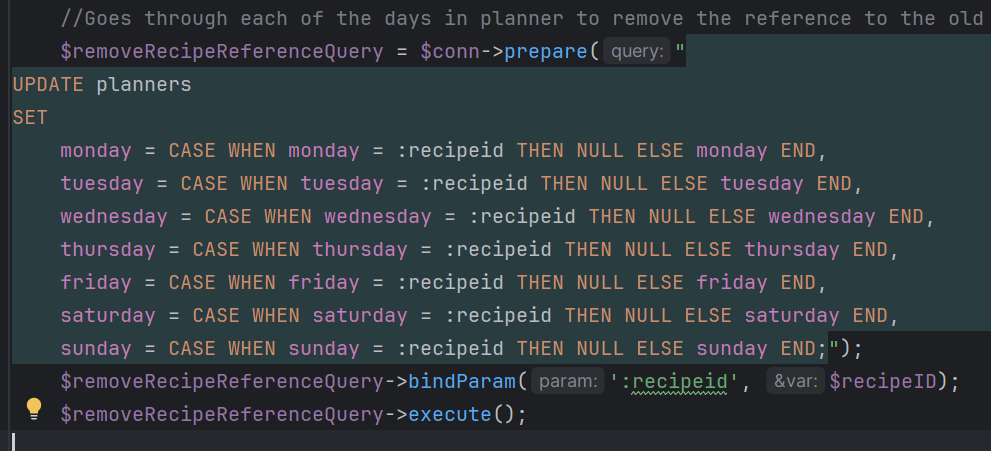 //Goes through each of the days in planner to remove the reference to the old
$removeRecipeReferenceQuery = $conn->prepare( query: "
UPDATE planners
SET
monday = CASE WHEN monday = :recipeid THEN NULL ELSE monday END,
tuesday = CASE WHEN tuesday = :recipeid THEN NULL ELSE tuesday END,
wednesday = CASE WHEN wednesday = :recipeid THEN NULL ELSE wednesday END,
thursday = CASE WHEN thursday = :recipeid THEN NULL ELSE thursday END,
friday = CASE WHEN friday = :recipeid THEN NULL ELSE friday END,
saturday = CASE WHEN saturday = :recipeid THEN NULL ELSE saturday END,
sunday = CASE WHEN sunday = :recipeid THEN NULL ELSE sunday END;");
$removeRecipeReferenceQuery->bindParam( param: ':recipeid', &var: $recipeID);
$removeRecipeReferenceQuery->execute();